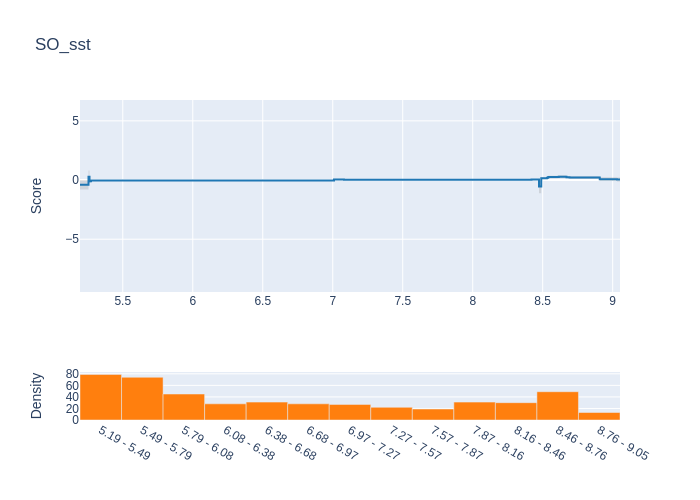 SO_sst
Score
5
0
−5
5.5
6
6.5
7
7.5
8
8.5
9
Density
80
60
40
20
0
5.19 - 5.49
5.49 - 5.79
5.79 - 6.08
6.08 - 6.38
6.38 - 6.68
6.68 - 6.97
6.97 - 7.27
7.27 - 7.57
7.57 - 7.87
7.87 - 8.16
8.16 - 8.46
8.46 - 8.76
8.76 - 9.05